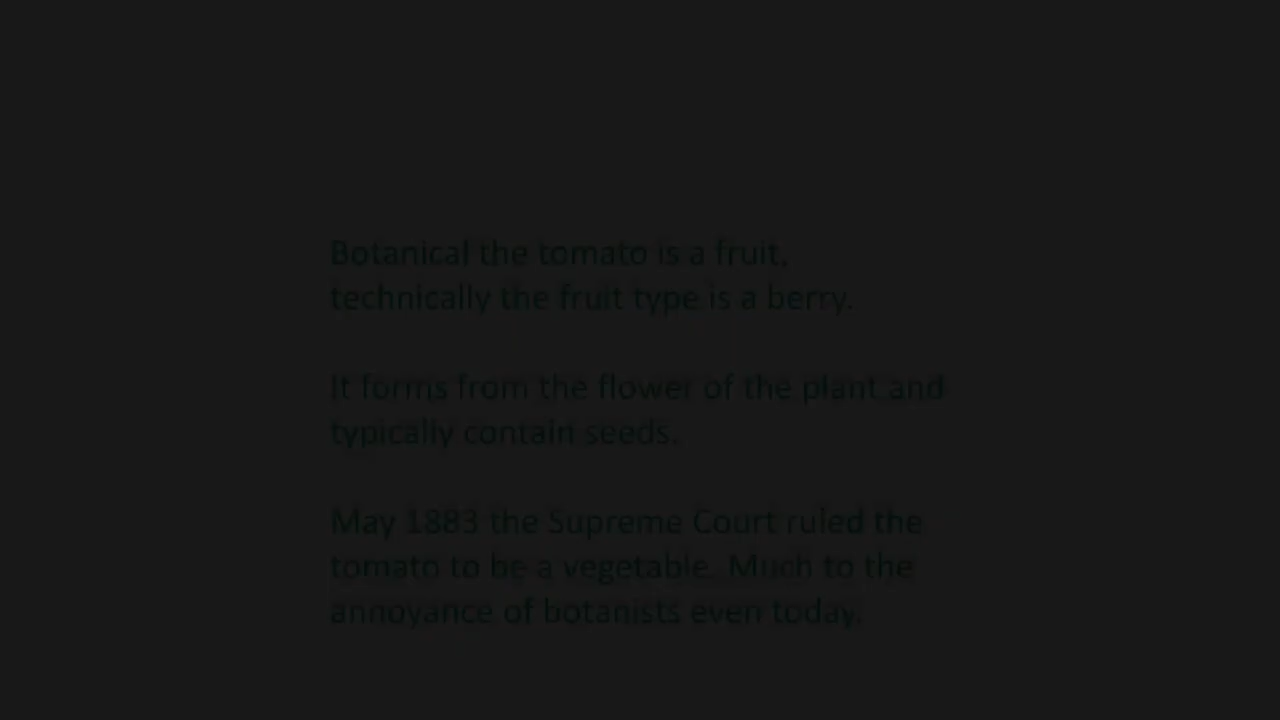 Botanical the tomato is a fruit,
technically the fruit type is a berry.
It forms from the flower of the plant and
typically contain seeds.
May 1883 the Supreme Court ruled the
tomato to be a vegetable. Much to the
annoyance of botanists even today.